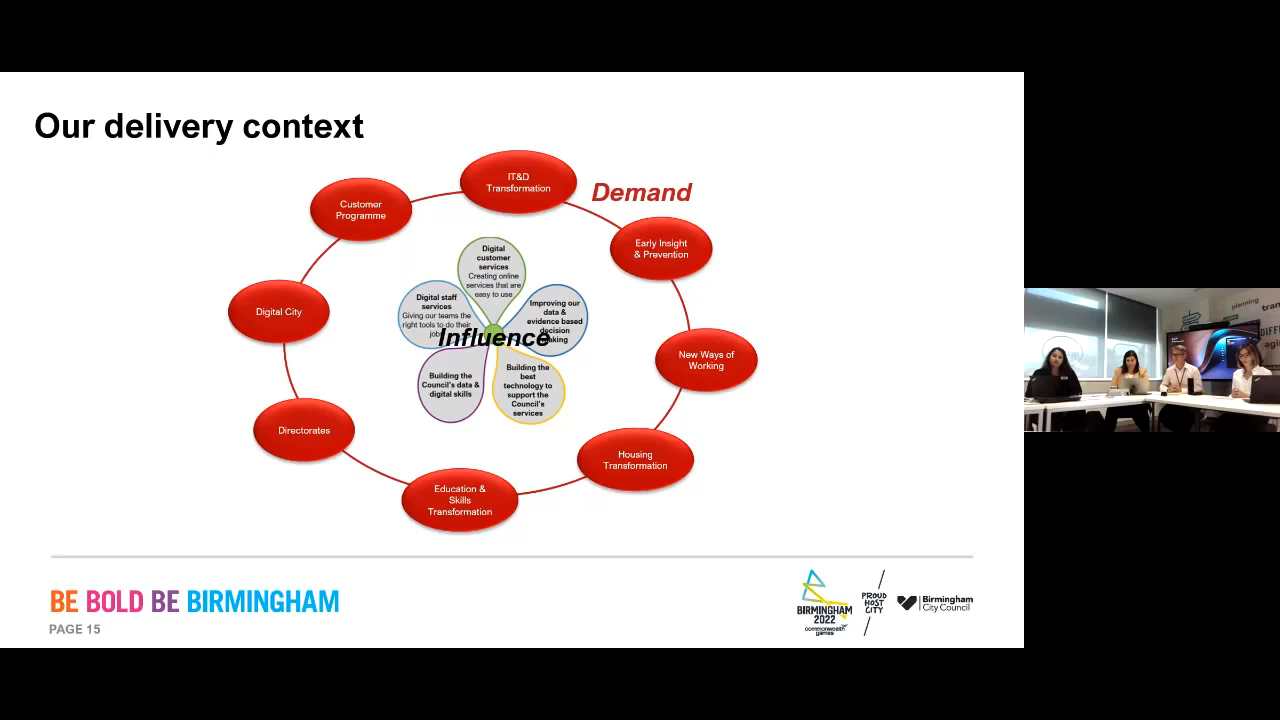 Our delivery context
IT&D
Transformation
Demand
Customer
Programme
Early Insight
& Prevention
Digital City
New Ways of
Working
Directorates
Housing
Transformation
Education &
Skills
Transformation
Digital
customer
services
Creating online
services that are
easy to use
Digital staff
services
Giving our teams the
right tools to do their
Improving our
data &
evidence based
decision
Influence
Building the
Council's data &
digital skills
Building the
best
technology to
support the
Council's
services
BE BOLD BE BIRMINGHAM
PAGE 15
BIRMINGHAM
2022
commonwealth
games
PROUD
HOST
CITY
Birmingham
City Council
planning